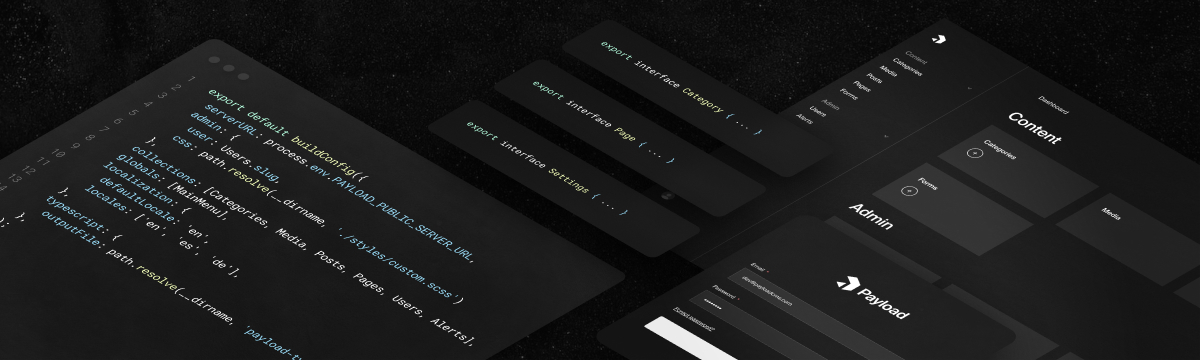 1
2
3
4
5
6
7
8
9
10
11
12
13
14
export default buildConfig({
serverURL: process.env.PAYLOAD_PUBLIC_SERVER_URL,
admin: {
user: Users.slug,
css: path.resolve(__dirname, './styles/custom.scss')
},
collections: [Categories, Media, Posts, Pages, Users, Alerts],
globals: [MainMenu],
localization: {
defaultLocale: 'en',
locales: ['en', 'es', 'de'],
},
typescript: {
outputFile: path.resolve(__dirname, 'payload-ty
},
export interface Category { ... }
export interface Page { ... }
export interface Settings { ... }
Content
Categories
Media
Posts
Pages
Forms
Admin
Users
Alerts
Dashboard
Content
Categories
Forms
Media
Admin
Payload
Email *
dev@payloadcms.com
Password *
Forgot password?